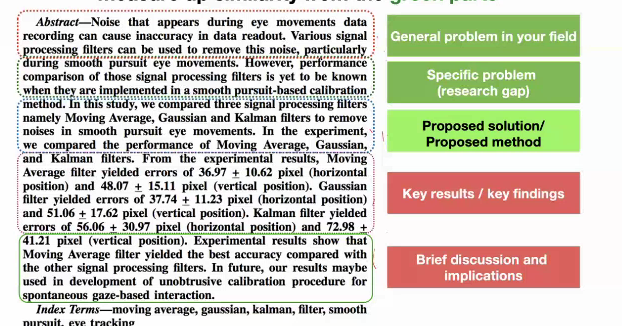 measure up similarity from the green parts
Abstract—Noise that appears during eye movements data
recording can cause inaccuracy in data readout. Various signal
processing filters can be used to remove this noise, particularly
during smooth pursuit eye movements. However, performance
comparison of those signal processing filters is yet to be known
when they are implemented in a smooth pursuit-based calibration
method. In this study, we compared three signal processing filters
namely Moving Average, Gaussian and Kalman filters to remove
noises in smooth pursuit eye movements. In the experiment,
we compared the performance of Moving Average, Gaussian,
and Kalman filters. From the experimental results, Moving
Average filter yielded errors of 36.97 ± 10.62 pixel (horizontal
position) and 48.07 ± 15.11 pixel (vertical position). Gaussian
filter yielded errors of 37.74 ± 11.23 pixel (horizontal position)
and 51.06 ± 17.62 pixel (vertical position). Kalman filter yielded
errors of 56.06 ± 30.97 pixel (horizontal position) and 72.98 ±
41.21 pixel (vertical position). Experimental results show that
Moving Average filter yielded the best accuracy compared with
the other signal processing filters. In future, our results maybe
used in development of unobtrusive calibration procedure for
spontaneous gaze-based interaction.
Index Terms—moving average, gaussian, kalman, filter, smooth
pursuit, eye tracking
General problem in your field
Specific problem
(research gap)
Proposed solution/
Proposed method
Key results / key findings
Brief discussion and
implications